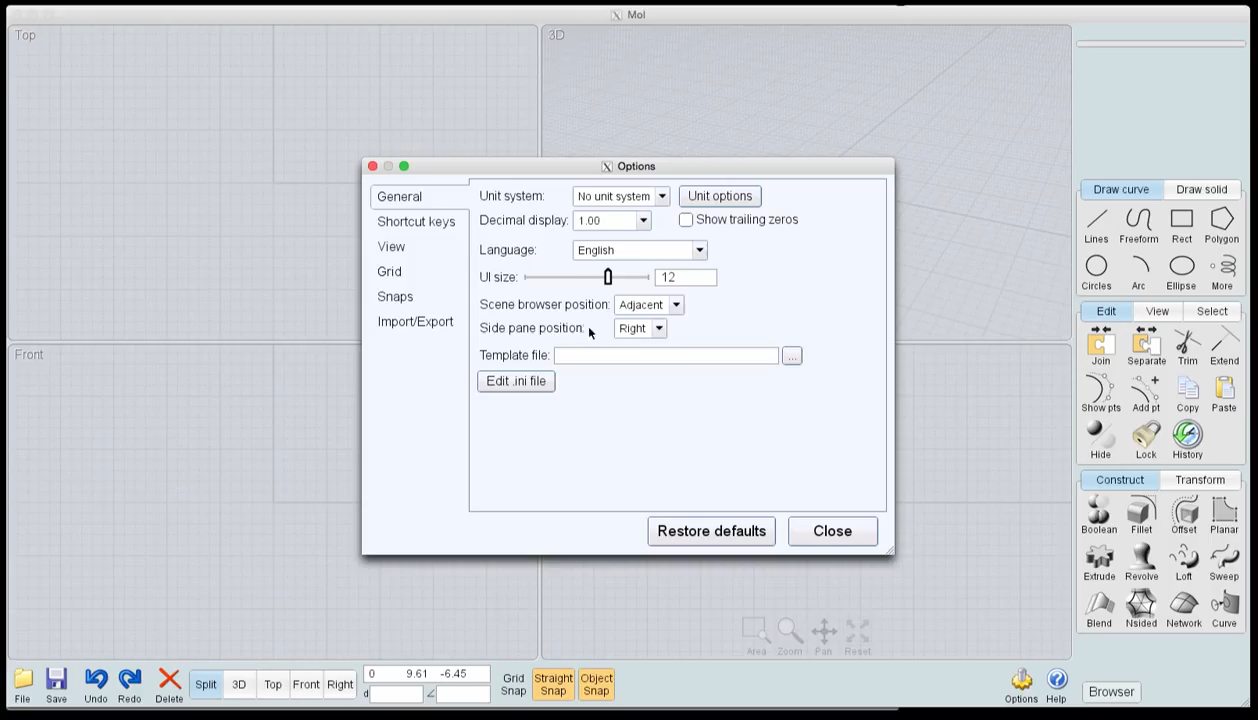 MoI
Top
3D
Front
Options
General
Shortcut keys
View
Grid
Snaps
Import/Export
Unit system:
No unit system
Unit options
Decimal display:
1.00
Show trailing zeros
Language:
English
UI size:
12
Scene browser position:
Adjacent
Side pane position:
Right
Template file:
...
Edit .ini file
Restore defaults
Close
Draw curve
Draw solid
Lines
Freeform
Rect
Polygon
Circles
Arc
Ellipse
More
Edit
View
Select
Join
Separate
Trim
Extend
Show pts
Add pt
Copy
Paste
Hide
Lock
History
Construct
Transform
Boolean
Fillet
Offset
Planar
Extrude
Revolve
Loft
Sweep
Blend
Nsided
Network
Curve
Area
Zoom
Pan
Reset
File
Save
Undo
Redo
Delete
Split
3D
Top
Front
Right
0 9.61 -6.45
d
Grid
Snap
Straight
Snap
Object
Snap
Options
Help
Browser